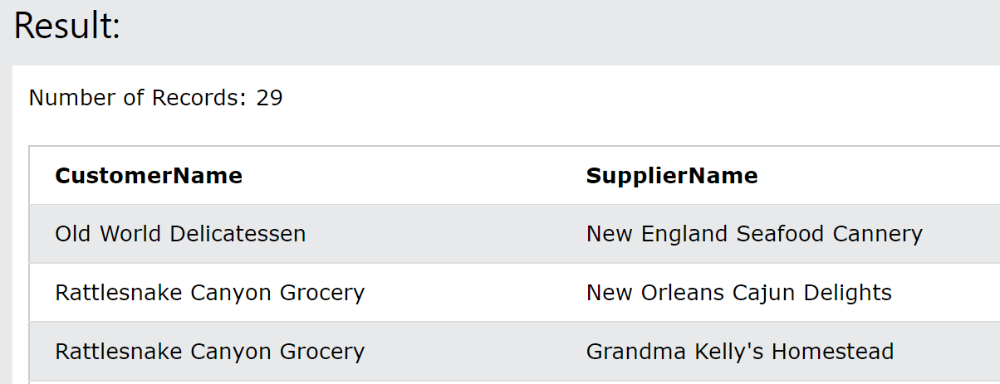 Result:
Number of Records: 29
CustomerName SupplierName
Old World Delicatessen New England Seafood Cannery
Rattlesnake Canyon Grocery New Orleans Cajun Delights
Rattlesnake Canyon Grocery Grandma Kelly's Homestead